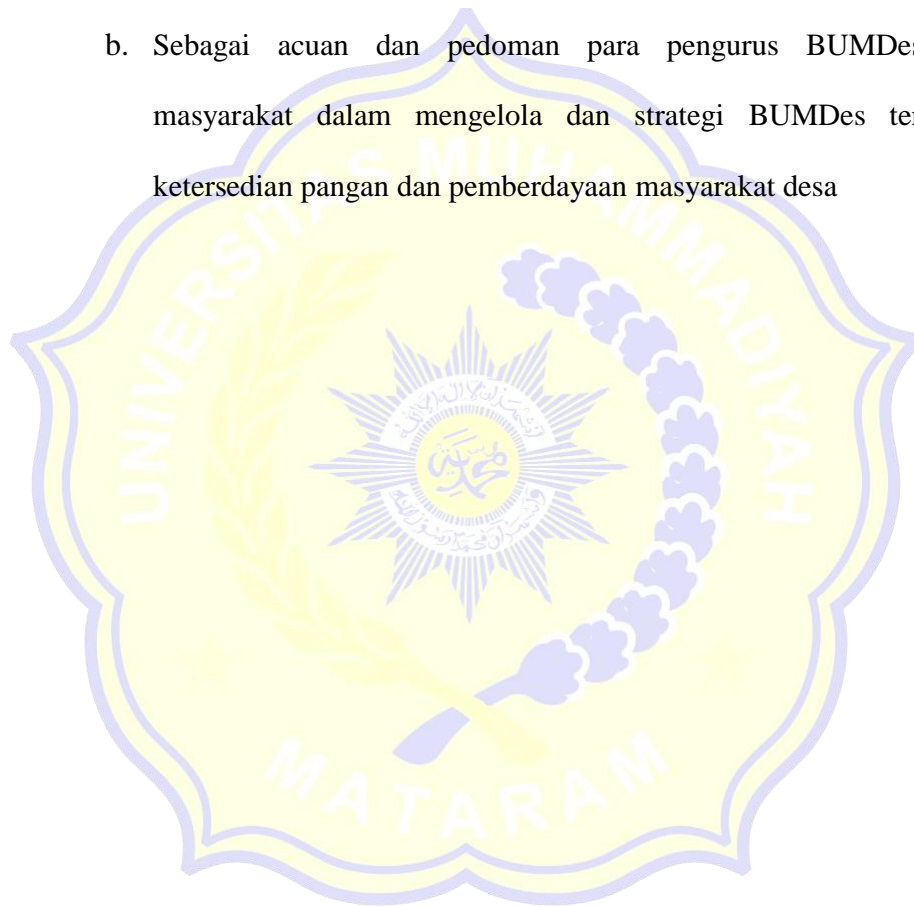 b. Sebagai acuan dan pedoman para pengurus BUMDes
masyarakat dalam mengelola dan strategi BUMDes
ketersedian pangan dan pemberdayaan masyarakat desa
UNIVERSITAS MUHAMMADIYAH
MATARAM